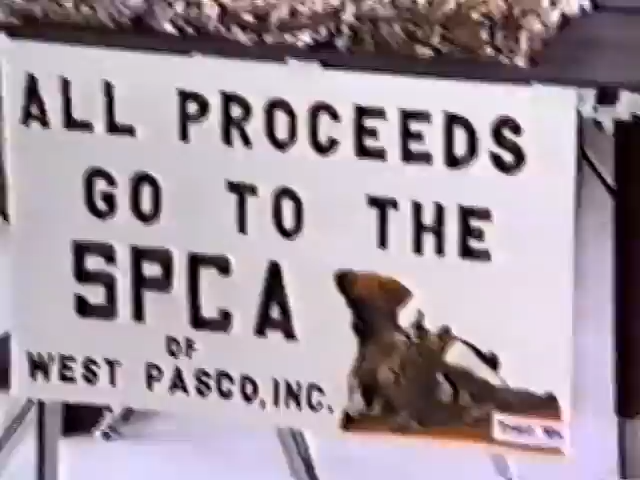 ALL PROCEEDS
GO TO THE
SPCA
OF
WEST PASCO, INC.